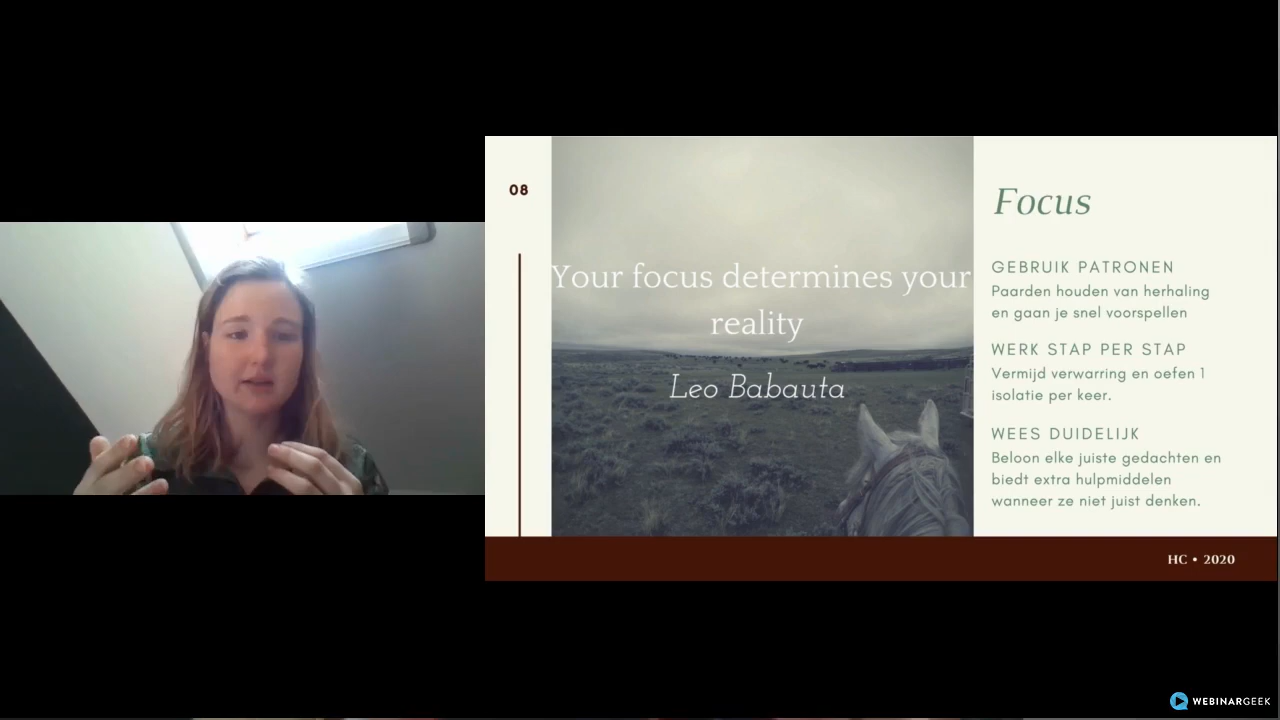 08
Your focus determines your
reality
Leo Babauta
Focus
GEBRUIK PATRONEN
Paarden houden van herhaling
en gaan je snel voorspellen
WERK STAP PER STAP
Vermijd verwarring en oefen 1
isolatie per keer.
WEES DUIDELIJK
Beloon elke juiste gedachten en
biedt extra hulpmiddelen
wanneer ze niet juist denken.
HC • 2020
WEBINARGEEK